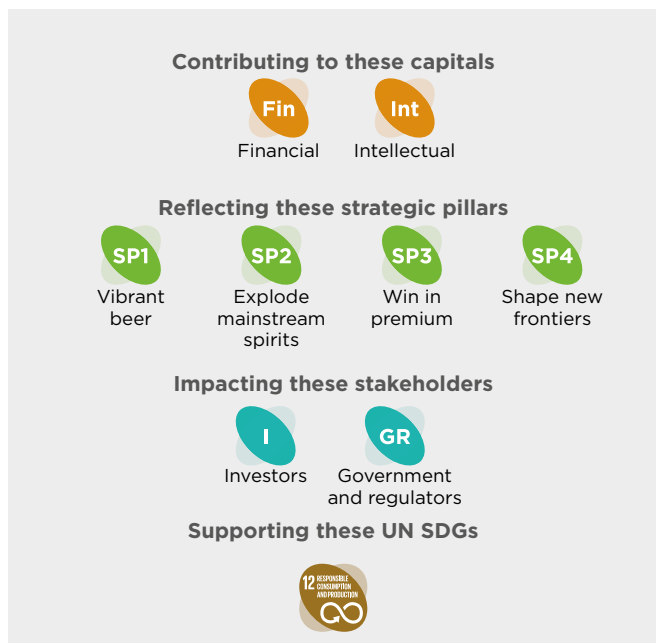 Contributing to these capitals
Fin
Int
Financial
Intellectual
Reflecting these strategic pillars
SP1
SP2
SP3
SP4
Vibrant
beer
Explode
mainstream
spirits
Win in
premium
Shape new
frontiers
Impacting these stakeholders
I
GR
Investors
Government
and regulators
Supporting these UN SDGs
12 RESPONSIBLE
CONSUMPTION
AND PRODUCTION